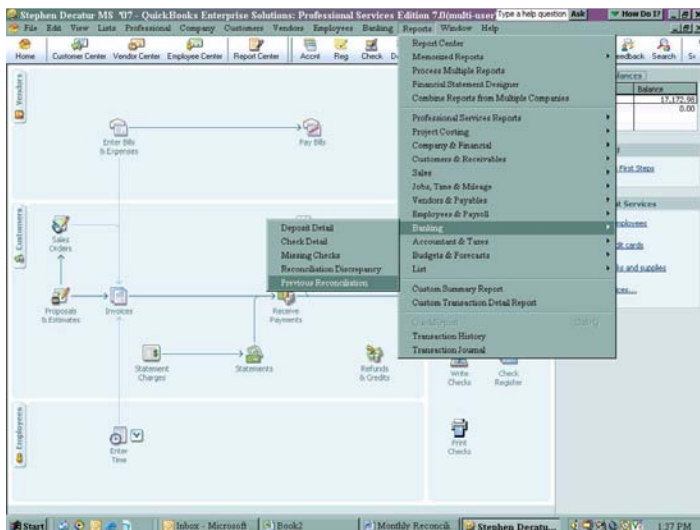 Stephen Decatur MS '07 - QuickBooks Enterprise Solutions: Professional Services Edition 7.0(multi-user
Type a help question Ask How Do I?
File Edit View Lists Professional Company Customers Vendors Employees Banking Reports Window Help
Home Customer Center Vendor Center Employee Center Report Center Accnt Reg Check Feedback Search
Report Center
Memorized Reports
Process Multiple Reports
Financial Statement Designer
Combine Reports from Multiple Companies
Professional Services Reports
Project Costing
Company & Financial
Customers & Receivables
Sales
Jobs, Time & Mileage
Vendors & Payables
Employees & Payroll
Banking
Accountant & Taxes
Budgets & Forecasts
List
Custom Summary Report
Custom Transaction Detail Report
QuickReport Ctrl+Q
Transaction History
Transaction Journal
Deposit Detail
Check Detail
Missing Checks
Reconciliation Discrepancy
Previous Reconciliation
Vendors
Enter Bills
& Expenses
Pay Bills
Customers
Sales
Orders
Proposals
& Estimates
Invoices
Receive
Payments
Statement
Charges
Statements
Refunds
& Credits
Employees
Enter
Time
Write
Checks
Check
Register
Print
Checks
Balance
17,172.98
0.00
First Steps
Services
and supplies
Start
Inbox - Microsoft
Book2
Monthly Reconcili
Stephen Decatu...
1:37 PM